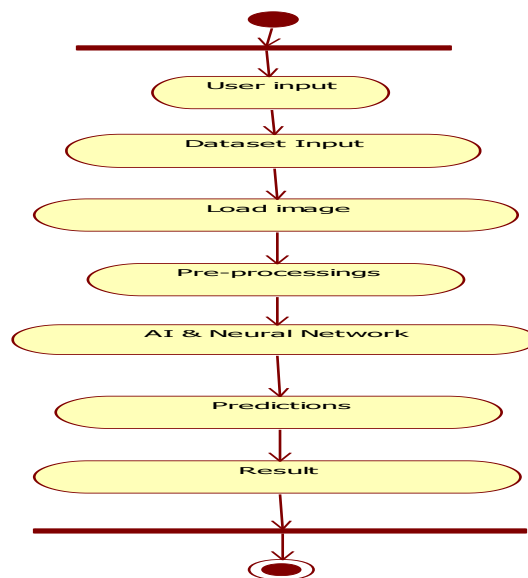 User input
Dataset Input
Load image
Pre-processings
AI & Neural Network
Predictions
Result